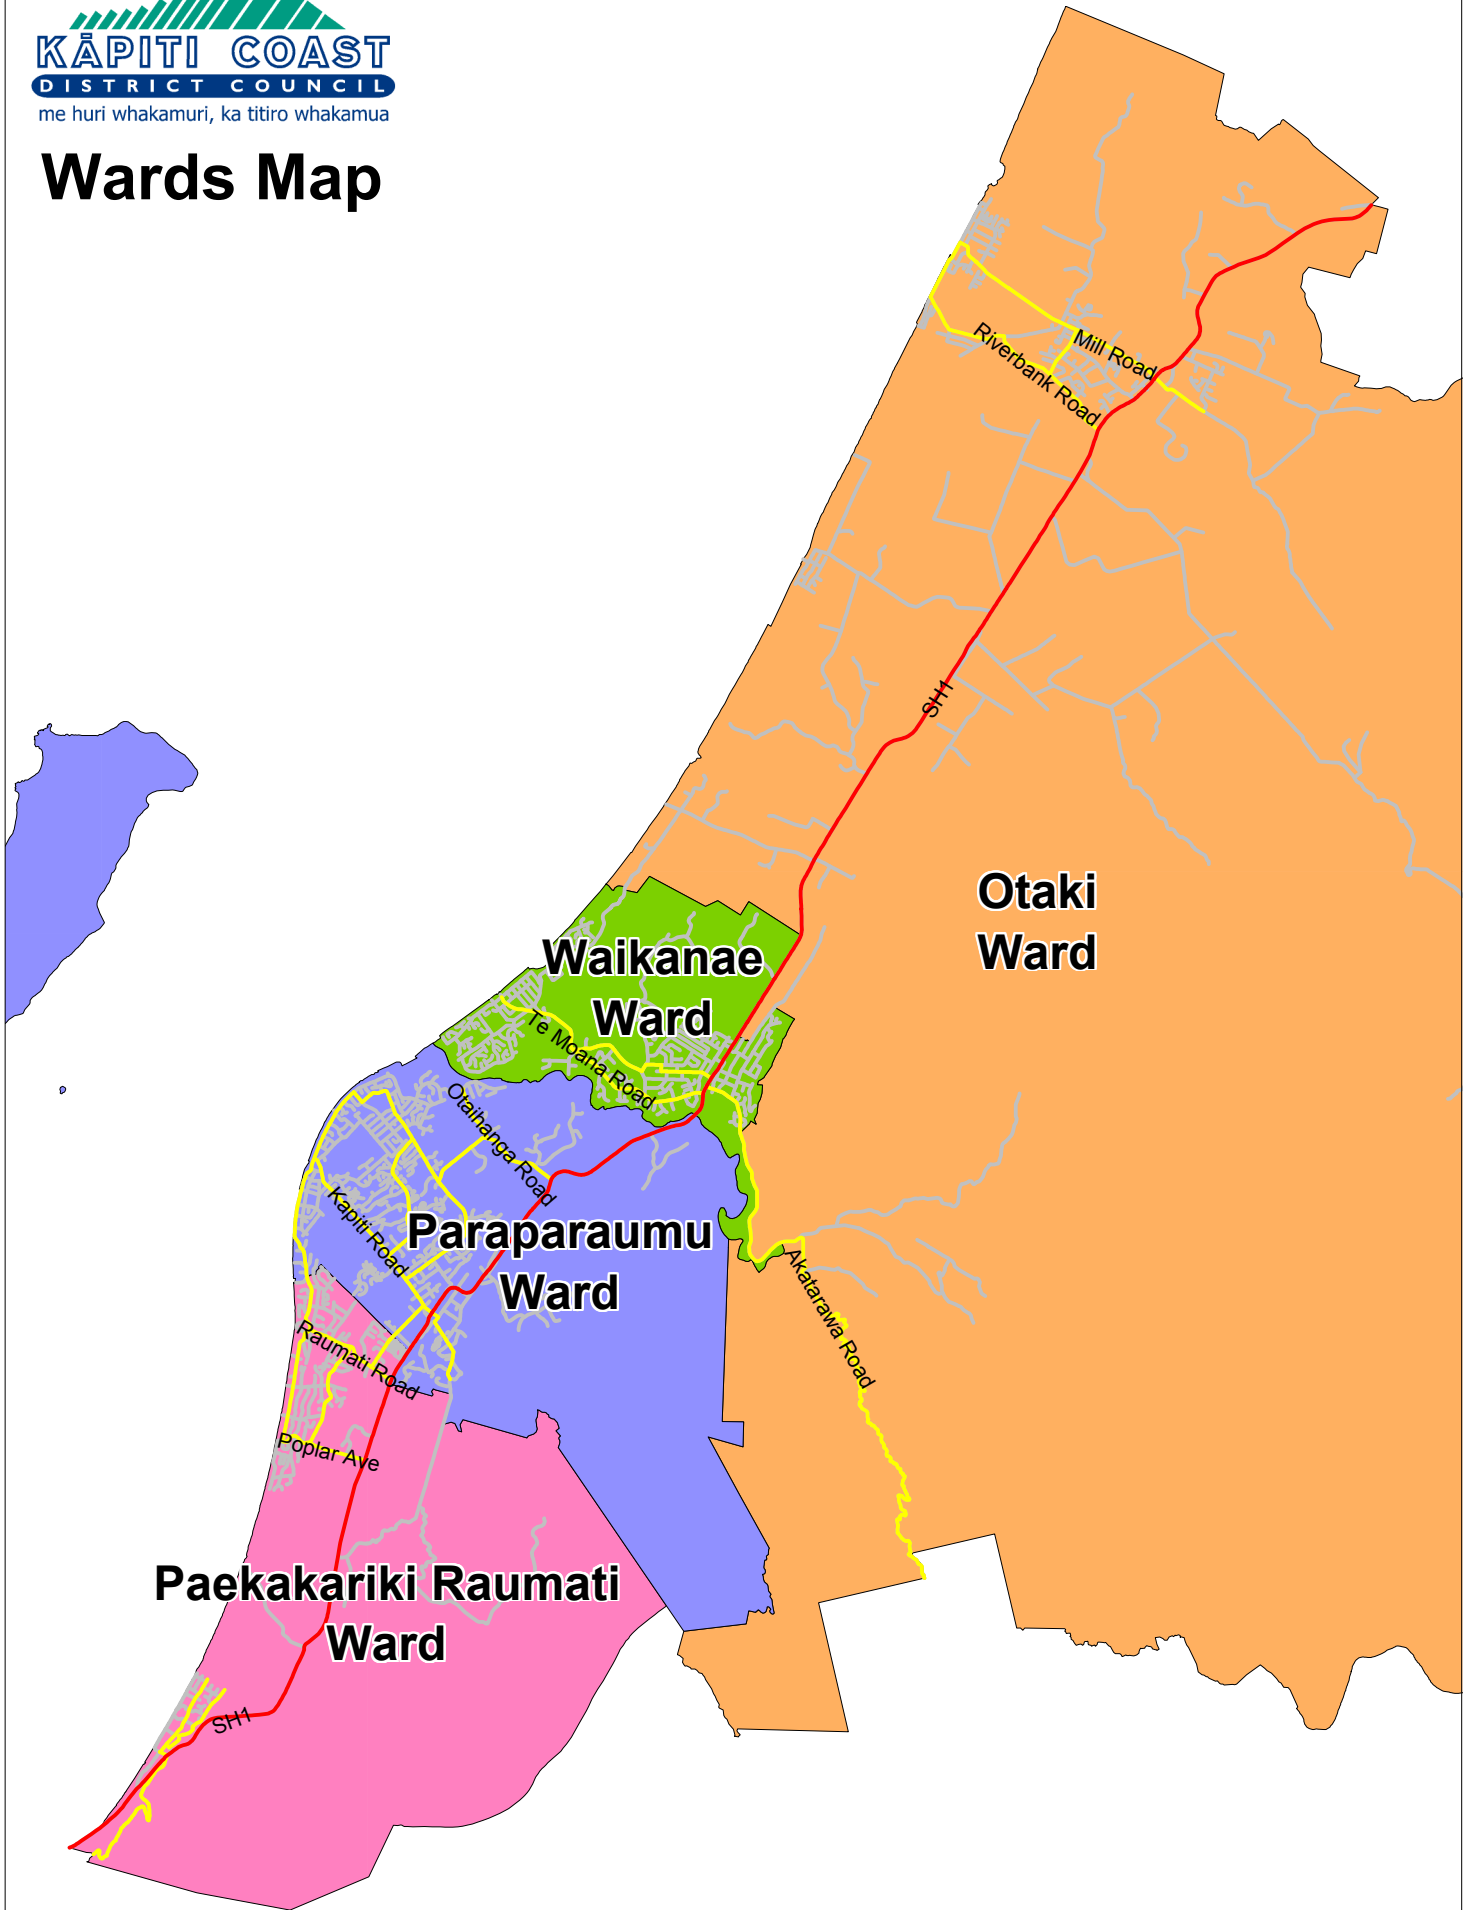 KĀPITI COAST
DISTRICT COUNCIL
me huri whakamuri, ka titiro whakamua
Wards Map
Mill Road
Riverbank Road
SH1
Otaki
Ward
Waikanae
Ward
Te Moana Road
Otaihanga Road
Kapiti Road
Paraparaumu
Ward
Akatarawa Road
Raumati Road
Poplar Ave
Paekakariki Raumati
Ward
SH1